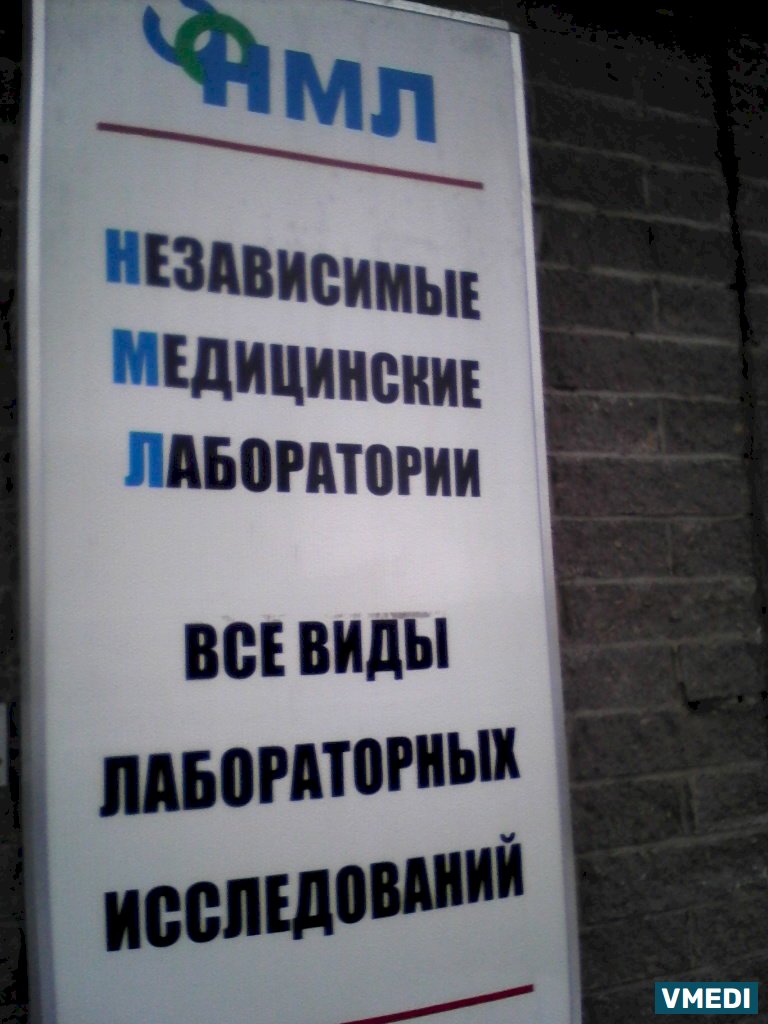 НМЛ
НЕЗАВИСИМЫЕ
МЕДИЦИНСКИЕ
ЛАБОРАТОРИИ
ВСЕ ВИДЫ
ЛАБОРАТОРНЫХ
ИССЛЕДОВАНИЙ
VMEDI